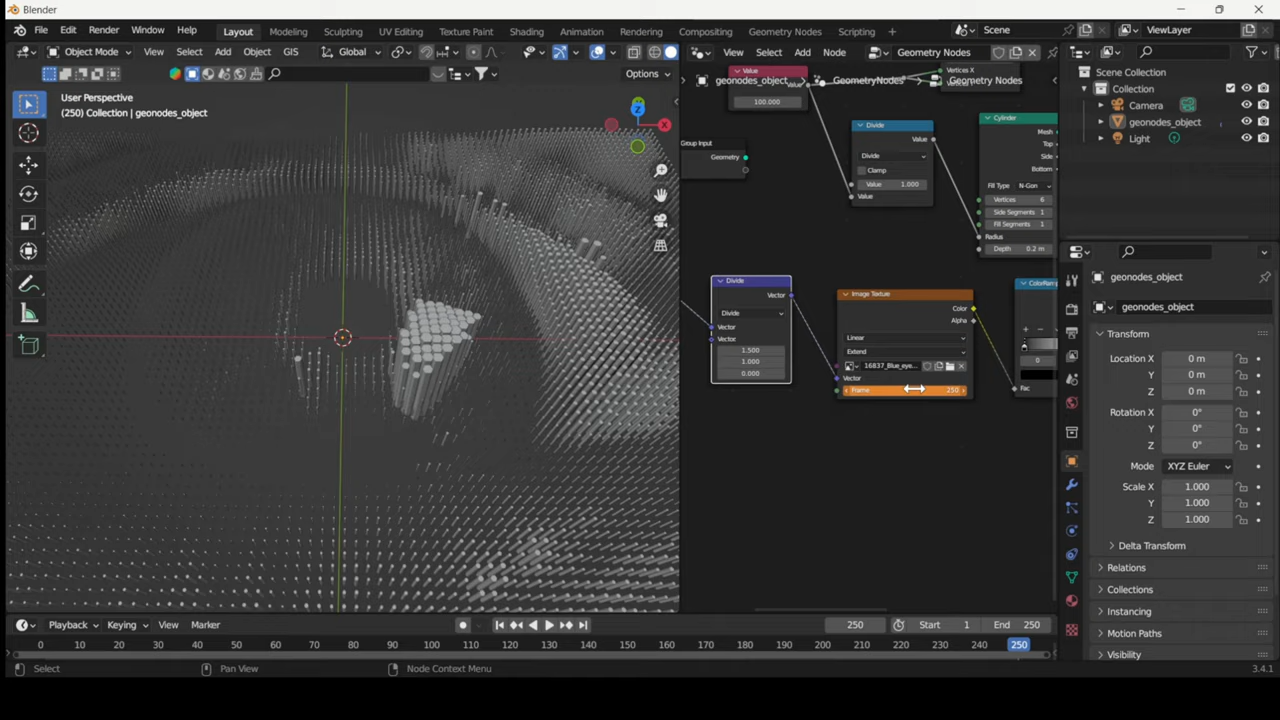 Blender
File Edit Render Window Help Layout Modeling Sculpting UV Editing Texture Paint Shading Animation Rendering Compositing Geometry Nodes Scripting Scene ViewLayer
Object Mode View Select Add Object GIS Global View Select Add Node Geometry Nodes
Options
User Perspective
(250) Collection | geonodes_object
Z
X
Value
Value
100.000
geonodes_object GeometryNodes Geometry Nodes
Vertices X
Group Input
Geometry
Divide
Value
Divide
Clamp
Value 1.000
Value
Cylinder
Mesh
Top
Side
Bottom
Fill Type N-Gon
Vertices 6
Side Segments 1
Fill Segments 1
Radius
Depth 0.2 m
Divide
Vector
Divide
Vector
Vector
1.500
1.000
0.000
Image Texture
Color
Alpha
Linear
Extend
16837_Blue_eye...
Vector
Frame 250
ColorRamp
0
Fac
Scene Collection
Collection
Camera
geonodes_object
Light
geonodes_object
geonodes_object
Transform
Location X 0 m
Y 0 m
Z 0 m
Rotation X 0°
Y 0°
Z 0°
Mode XYZ Euler
Scale X 1.000
Y 1.000
Z 1.000
Delta Transform
Relations
Collections
Instancing
Motion Paths
Visibility
Playback Keying View Marker 250 Start 1 End 250
0 10 20 30 40 50 60 70 80 90 100 110 120 130 140 150 160 170 180 190 200 210 220 230 240 250
Select Pan View Node Context Menu 3.4.1